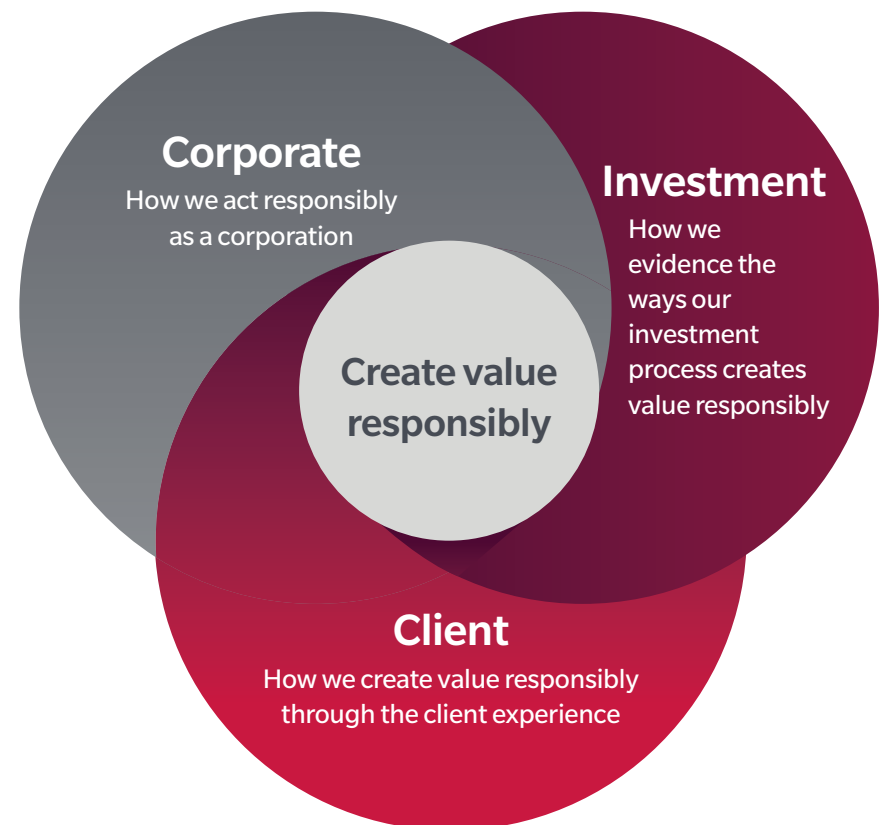 Corporate
How we act responsibly
as a corporation
Investment
How we
evidence the
ways our
investment
process creates
value responsibly
Create value
responsibly
Client
How we create value responsibly
through the client experience